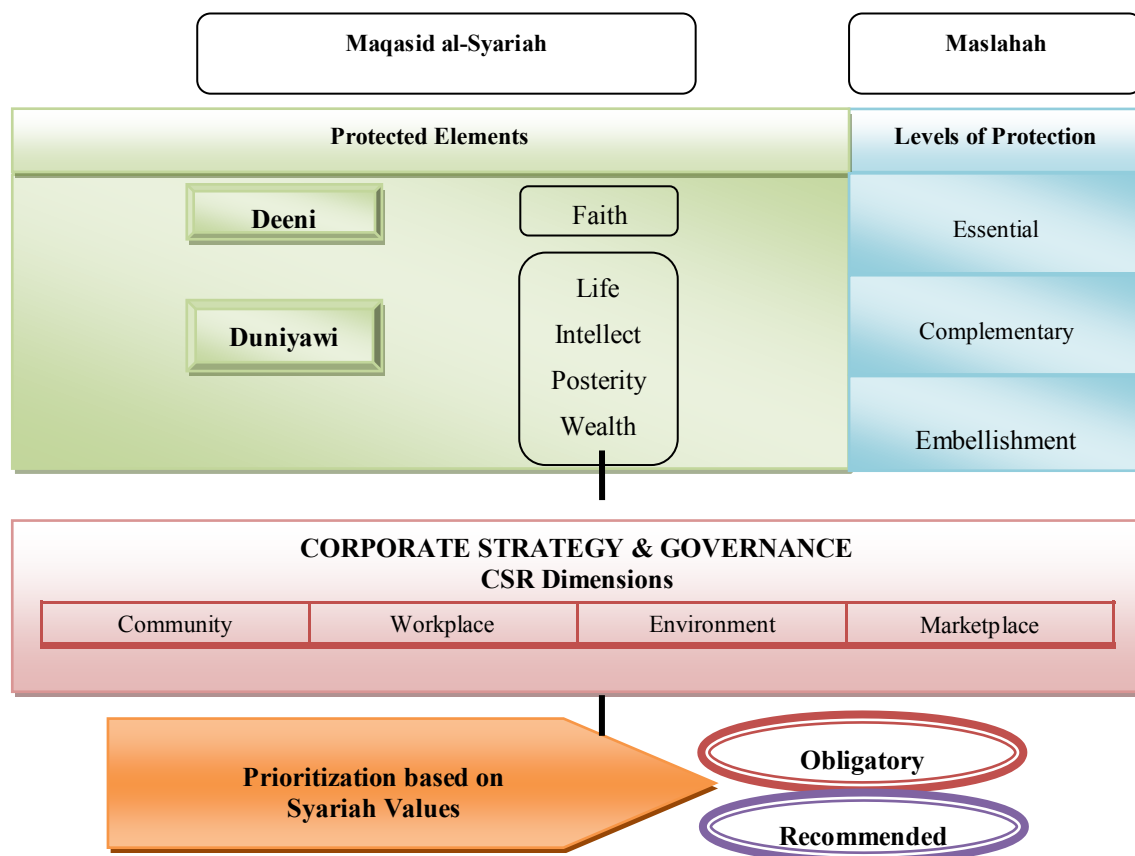 Maqasid al-Syariah
Maslahah
Protected Elements
Levels of Protection
Deeni
Faith
Essential
Duniyawi
Life
Intellect
Posterity
Wealth
Complementary
Embellishment
CORPORATE STRATEGY & GOVERNANCE
CSR Dimensions
Community
Workplace
Environment
Marketplace
Prioritization based on
Syariah Values
Obligatory
Recommended